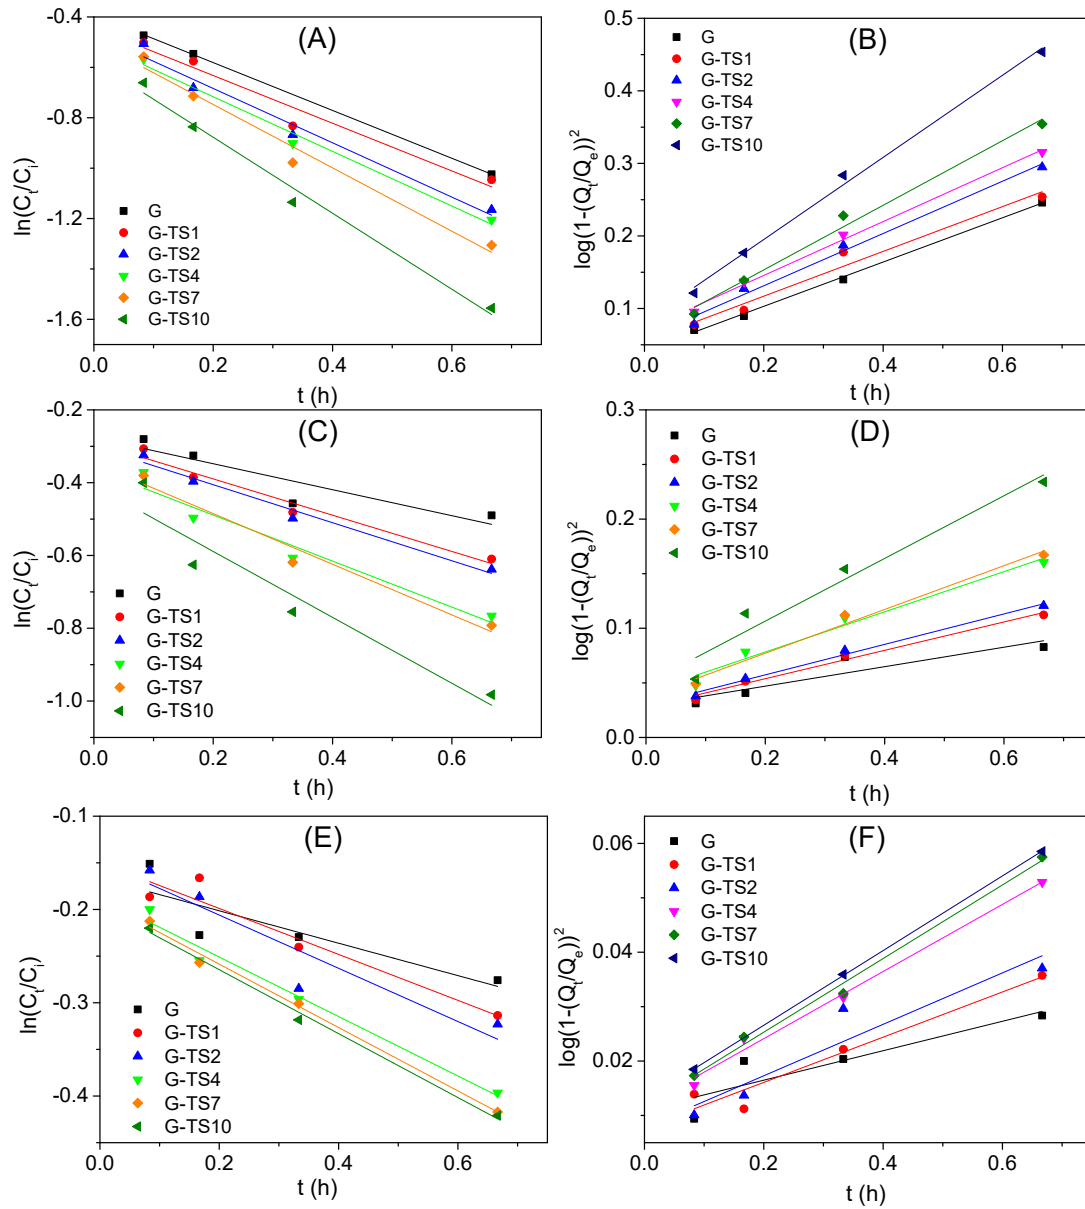 (A)
-0.4
-0.8
-1.2
-1.6
ln(C_t/C_i)
G
G-TS1
G-TS2
G-TS4
G-TS7
G-TS10
0.0 0.2 0.4 0.6
t (h)
(B)
0.5
0.4
0.3
0.2
0.1
log(1-(Q_t/Q_e))^2
G
G-TS1
G-TS2
G-TS4
G-TS7
G-TS10
0.0 0.2 0.4 0.6
t (h)
(C)
-0.2
-0.4
-0.6
-0.8
-1.0
ln(C_t/C_i)
G
G-TS1
G-TS2
G-TS4
G-TS7
G-TS10
0.0 0.2 0.4 0.6
t (h)
(D)
0.3
0.2
0.1
0.0
log(1-(Q_t/Q_e))^2
G
G-TS1
G-TS2
G-TS4
G-TS7
G-TS10
0.0 0.2 0.4 0.6
t (h)
(E)
-0.1
-0.2
-0.3
-0.4
ln(C_t/C_i)
G
G-TS1
G-TS2
G-TS4
G-TS7
G-TS10
0.0 0.2 0.4 0.6
t (h)
(F)
0.06
0.04
0.02
log(1-(Q_t/Q_e))^2
G
G-TS1
G-TS2
G-TS4
G-TS7
G-TS10
0.0 0.2 0.4 0.6
t (h)